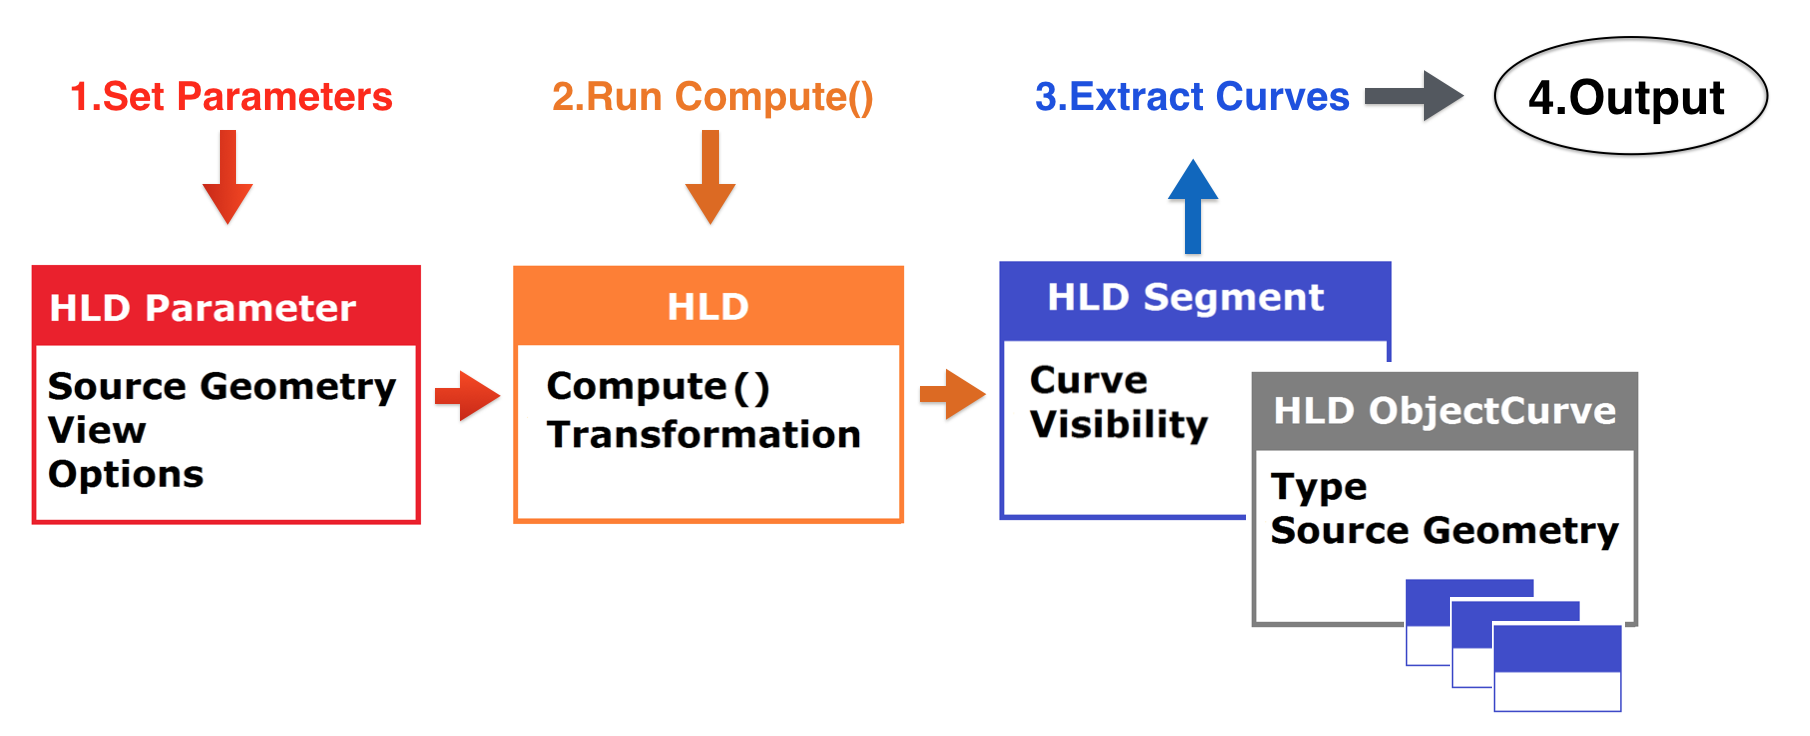 1.Set Parameters
2.Run Compute()
3.Extract Curves
4.Output
HLD Parameter
Source Geometry
View
Options
HLD
Compute()
Transformation
HLD Segment
Curve
Visibility
HLD ObjectCurve
Type
Source Geometry